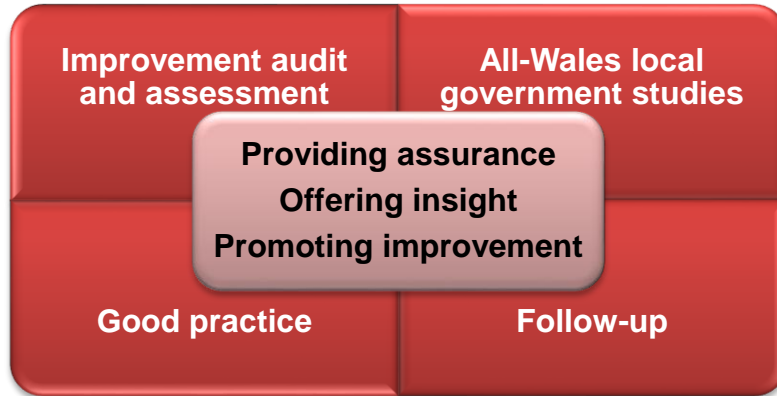 Improvement audit
and assessment
All-Wales local
government studies
Providing assurance
Offering insight
Promoting improvement
Good practice
Follow-up